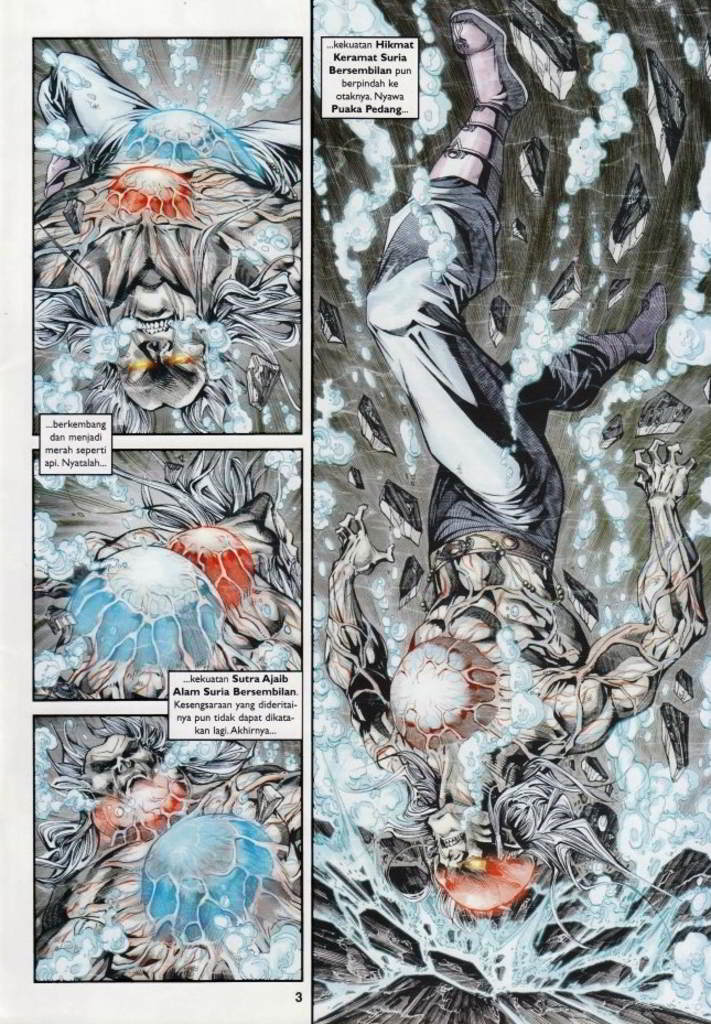 ...berkembang
dan menjadi
merah seperti
api. Nyatalah...
...kekuatan Sutra Ajaib
Alam Suria Bersembilan.
Kesengsaraan yang dideritai-
nya pun tidak dapat dikata-
kan lagi. Akhirnya...
...kekuatan Hikmat
Keramat Suria
Bersembilan pun
berpindah ke
otaknya. Nyawa
Puaka Pedang...
3